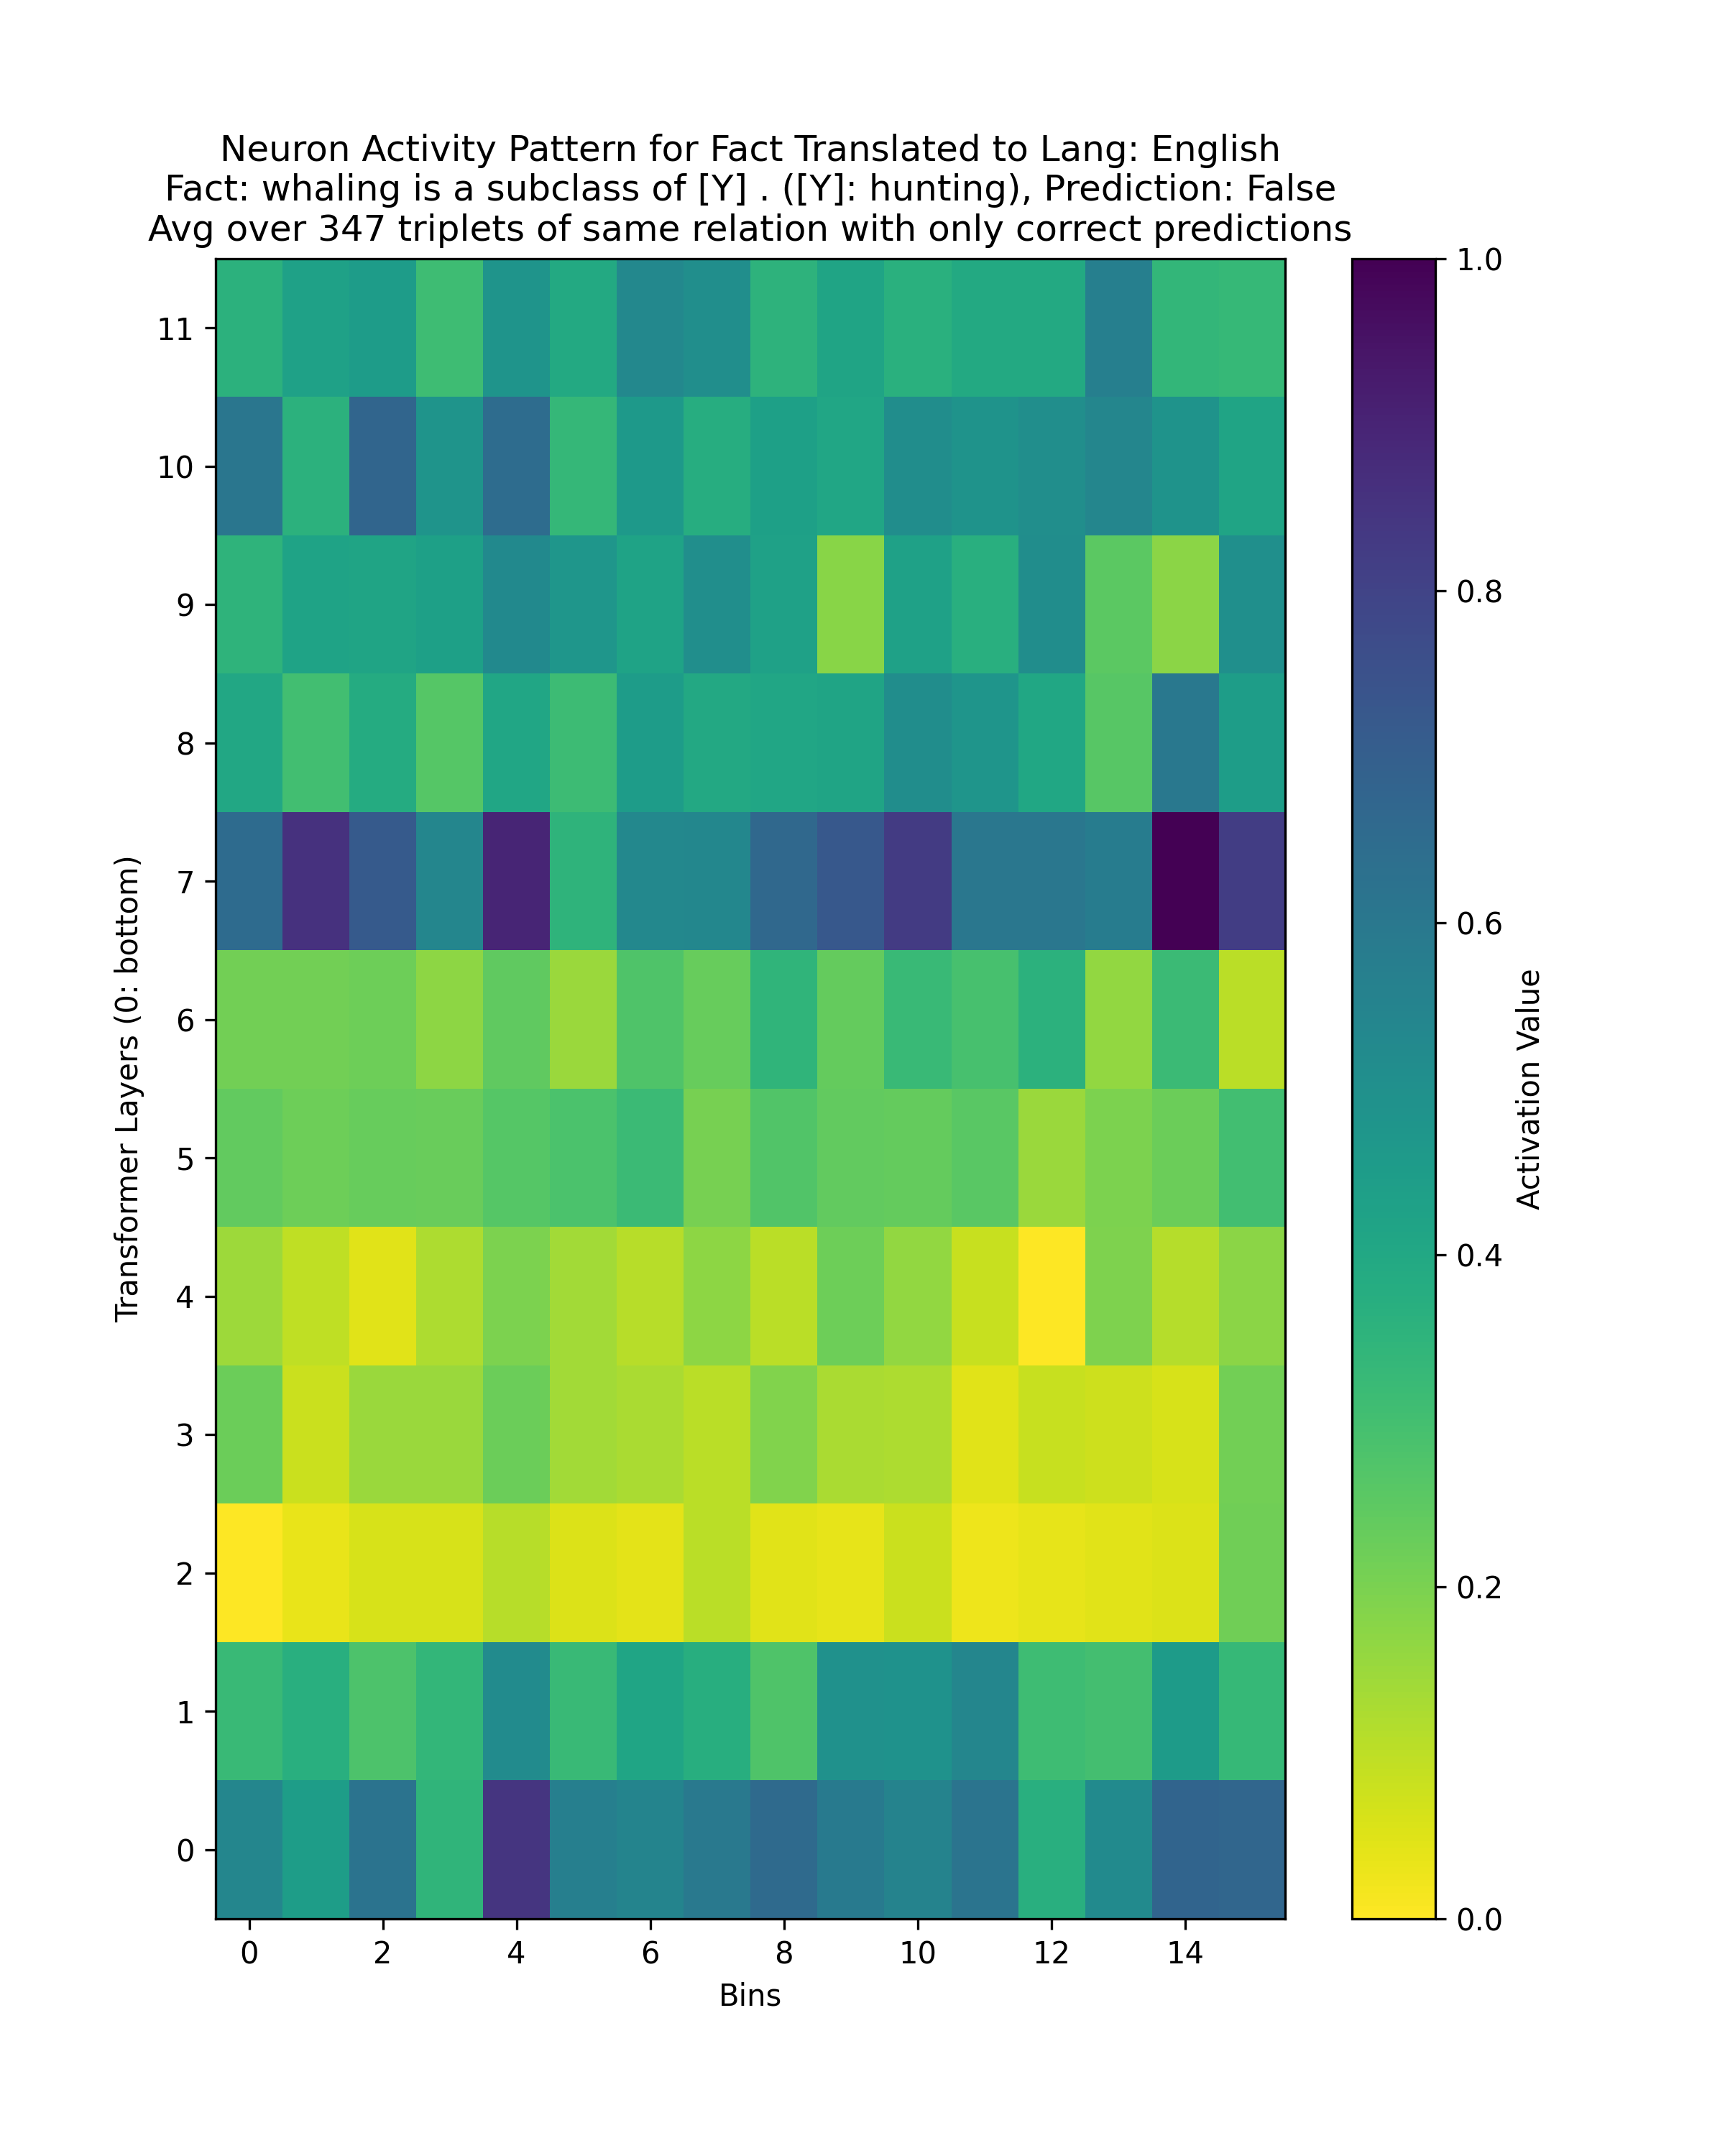 Neuron Activity Pattern for Fact Translated to Lang: English
Fact: whaling is a subclass of [Y] . ([Y]: hunting), Prediction: False
Avg over 347 triplets of same relation with only correct predictions
11
10
9
8
7
6
5
4
3
2
1
0
Transformer Layers (0: bottom)
0 2 4 6 8 10 12 14
Bins
1.0
0.8
0.6
0.4
0.2
0.0
Activation Value